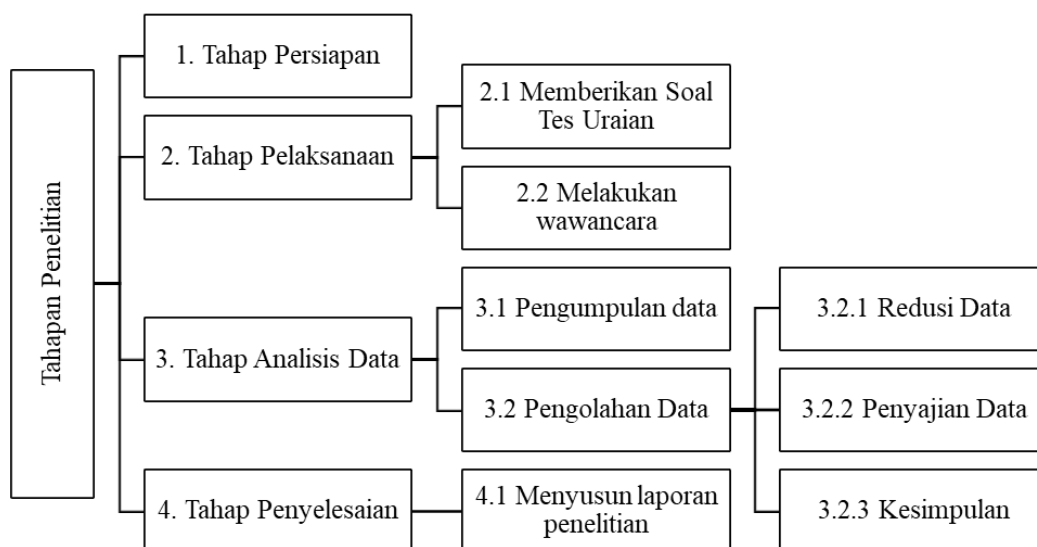 Tahapan Penelitian
1. Tahap Persiapan
2. Tahap Pelaksanaan
2.1 Memberikan Soal
Tes Uraian
2.2 Melakukan
wawancara
3. Tahap Analisis Data
3.1 Pengumpulan data
3.2 Pengolahan Data
3.2.1 Redusi Data
3.2.2 Penyajian Data
3.2.3 Kesimpulan
4. Tahap Penyelesaian
4.1 Menyusun laporan
penelitian